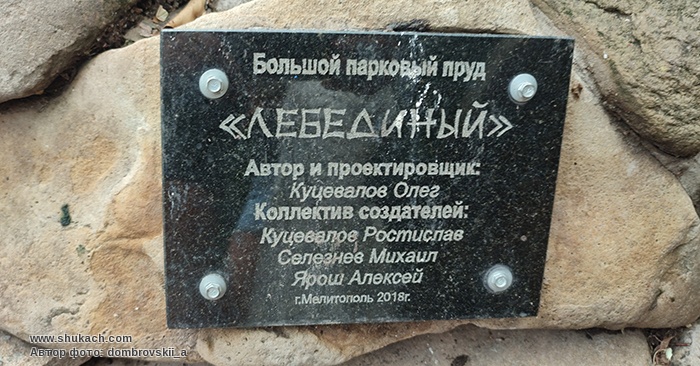 Большой парковый пруд
«ЛЕБЕДИНЫЙ»
Автор и проектировщик:
Куцевалов Олег
Коллектив создателей:
Куцевалов Ростислав
Селезнев Михаил
Ярош Алексей
г.Мелитополь 2018г.
www.shukach.com
Автор фото: dombrovskii_a